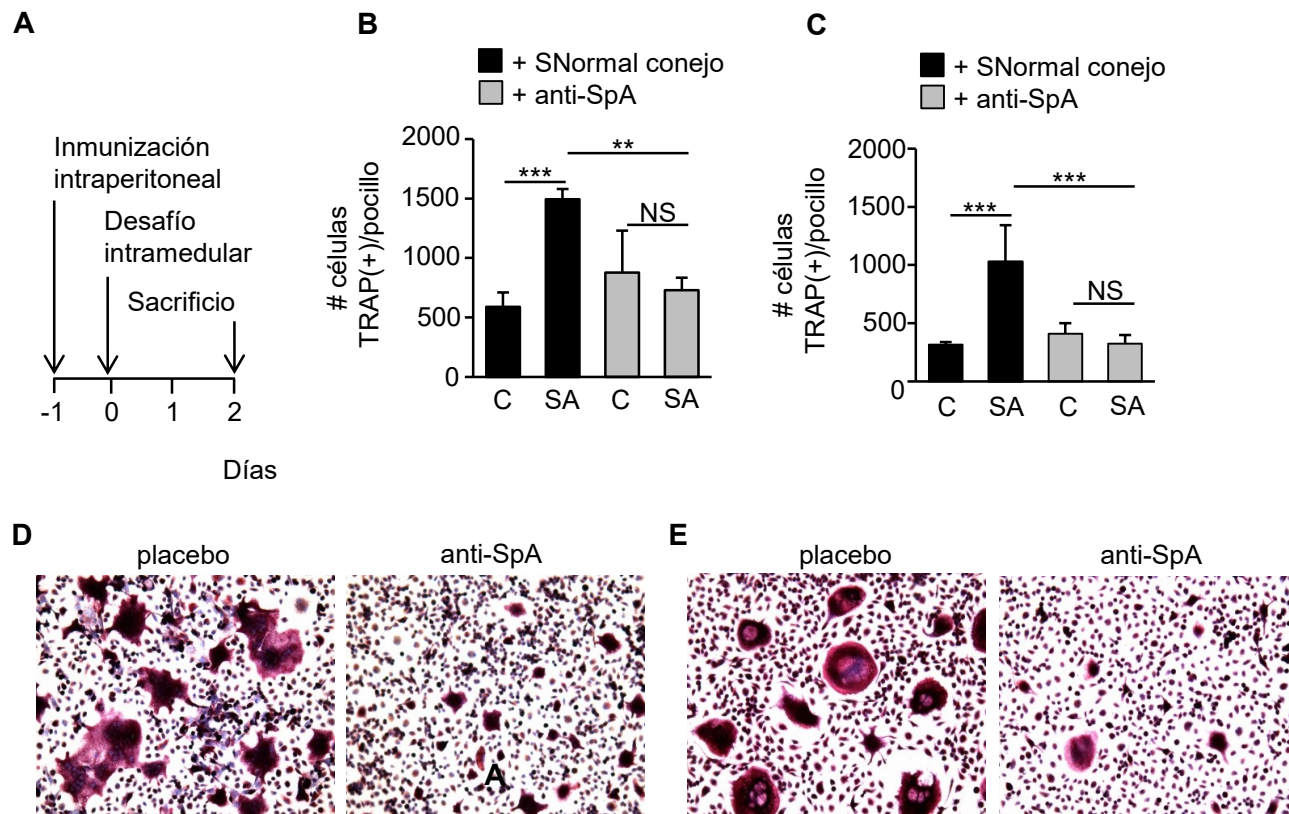 A
Inmunización
intraperitoneal
Desafío
intramedular
Sacrificio
-1 0 1 2
Días
B
+ SNormal conejo
+ anti-SpA
# células
TRAP(+)/pocillo
2000
1500
1000
500
0
***
**
NS
C SA C SA
C
+ SNormal conejo
+ anti-SpA
# células
TRAP(+)/pocillo
2000
1500
1000
500
0
***
***
NS
C SA C SA
D
placebo anti-SpA
A
E
placebo anti-SpA